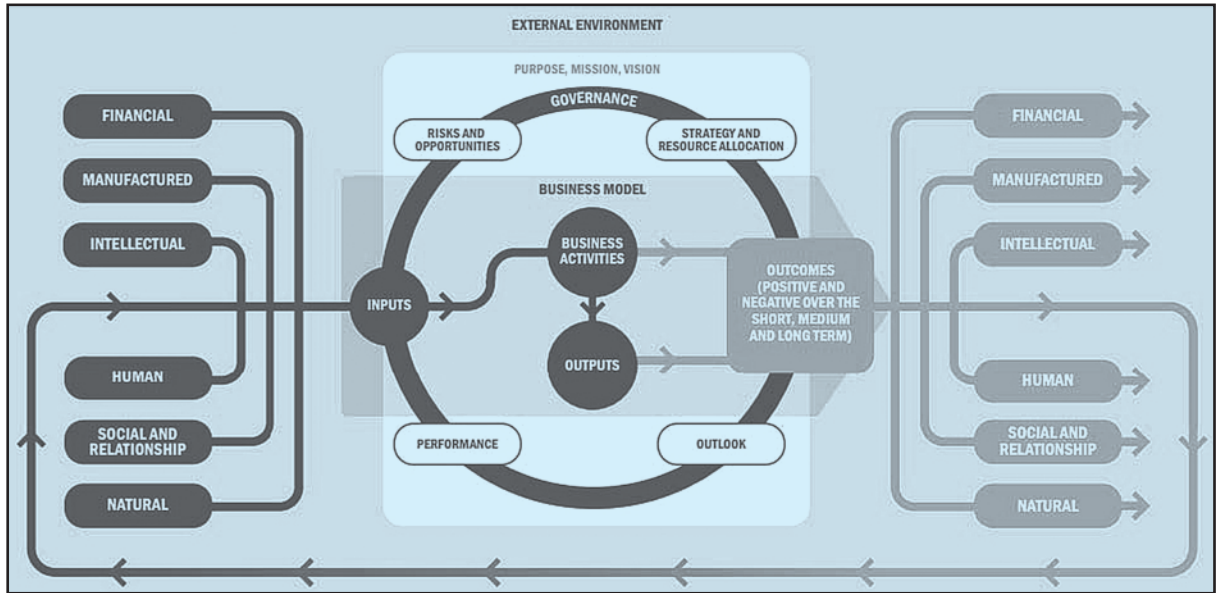 EXTERNAL ENVIRONMENT
PURPOSE, MISSION, VISION
GOVERNANCE
FINANCIAL
MANUFACTURED
INTELLECTUAL
HUMAN
SOCIAL AND
RELATIONSHIP
NATURAL
INPUTS
RISKS AND
OPPORTUNITIES
STRATEGY AND
RESOURCE ALLOCATION
BUSINESS MODEL
BUSINESS
ACTIVITIES
OUTPUTS
OUTCOMES
(POSITIVE AND
NEGATIVE OVER THE
SHORT, MEDIUM
AND LONG TERM)
PERFORMANCE
OUTLOOK
FINANCIAL
MANUFACTURED
INTELLECTUAL
HUMAN
SOCIAL AND
RELATIONSHIP
NATURAL